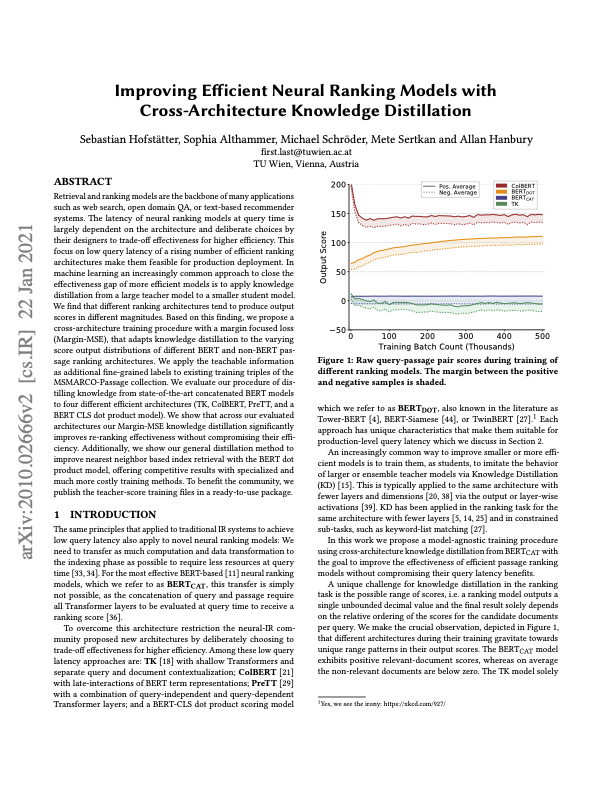 arXiv:2010.02666v2 [cs.IR] 22 Jan 2021
Improving Efficient Neural Ranking Models with
Cross-Architecture Knowledge Distillation
Sebastian Hofstätter, Sophia Althammer, Michael Schröder, Mete Sertkan and Allan Hanbury
first.last@tuwien.ac.at
TU Wien, Vienna, Austria
ABSTRACT
Retrieval and ranking models are the backbone of many applications
such as web search, open domain QA, or text-based recommender
systems. The latency of neural ranking models at query time is
largely dependent on the architecture and deliberate choices by
their designers to trade-off effectiveness for higher efficiency. This
focus on low query latency of a rising number of efficient ranking
architectures make them feasible for production deployment. In
machine learning an increasingly common approach to close the
effectiveness gap of more efficient models is to apply knowledge
distillation from a large teacher model to a smaller student model.
We find that different ranking architectures tend to produce output
scores in different magnitudes. Based on this finding, we propose a
cross-architecture training procedure with a margin focused loss
(Margin-MSE), that adapts knowledge distillation to the varying
score output distributions of different BERT and non-BERT pas-
sage ranking architectures. We apply the teachable information
as additional fine-grained labels to existing training triples of the
MSMARCO-Passage collection. We evaluate our procedure of dis-
tilling knowledge from state-of-the-art concatenated BERT models
to four different efficient architectures (TK, ColBERT, PreTT, and a
BERT CLS dot product model). We show that across our evaluated
architectures our Margin-MSE knowledge distillation significantly
improves re-ranking effectiveness without compromising their effi-
ciency. Additionally, we show our general distillation method to
improve nearest neighbor based index retrieval with the BERT dot
product model, offering competitive results with specialized and
much more costly training methods. To benefit the community, we
publish the teacher-score training files in a ready-to-use package.
1 INTRODUCTION
The same principles that applied to traditional IR systems to achieve
low query latency also apply to novel neural ranking models: We
need to transfer as much computation and data transformation to
the indexing phase as possible to require less resources at query
time [33, 34]. For the most effective BERT-based [11] neural ranking
models, which we refer to as BERTCAT, this transfer is simply
not possible, as the concatenation of query and passage require
all Transformer layers to be evaluated at query time to receive a
ranking score [36].
To overcome this architecture restriction the neural-IR com-
munity proposed new architectures by deliberately choosing to
trade-off effectiveness for higher efficiency. Among these low query
latency approaches are: TK [18] with shallow Transformers and
separate query and document contextualization; ColBERT [21]
with late-interactions of BERT term representations; PreTT [29]
with a combination of query-independent and query-dependent
Transformer layers; and a BERT-CLS dot product scoring model
Output Score
200
150
100
50
0
−50
Pos. Average
Neg. Average
ColBERT
BERTDOT
BERTCAT
TK
0 100 200 300 400 500
Training Batch Count (Thousands)
Figure 1: Raw query-passage pair scores during training of
different ranking models. The margin between the positive
and negative samples is shaded.
which we refer to as BERTDOT, also known in the literature as
Tower-BERT [4], BERT-Siamese [44], or TwinBERT [27].1 Each
approach has unique characteristics that make them suitable for
production-level query latency which we discuss in Section 2.
An increasingly common way to improve smaller or more effi-
cient models is to train them, as students, to imitate the behavior
of larger or ensemble teacher models via Knowledge Distillation
(KD) [15]. This is typically applied to the same architecture with
fewer layers and dimensions [20, 38] via the output or layer-wise
activations [39]. KD has been applied in the ranking task for the
same architecture with fewer layers [5, 14, 25] and in constrained
sub-tasks, such as keyword-list matching [27].
In this work we propose a model-agnostic training procedure
using cross-architecture knowledge distillation from BERTCAT with
the goal to improve the effectiveness of efficient passage ranking
models without compromising their query latency benefits.
A unique challenge for knowledge distillation in the ranking
task is the possible range of scores, i.e. a ranking model outputs a
single unbounded decimal value and the final result solely depends
on the relative ordering of the scores for the candidate documents
per query. We make the crucial observation, depicted in Figure 1,
that different architectures during their training gravitate towards
unique range patterns in their output scores. The BERTCAT model
exhibits positive relevant-document scores, whereas on average
the non-relevant documents are below zero. The TK model solely
1Yes, we see the irony: https://xkcd.com/927/